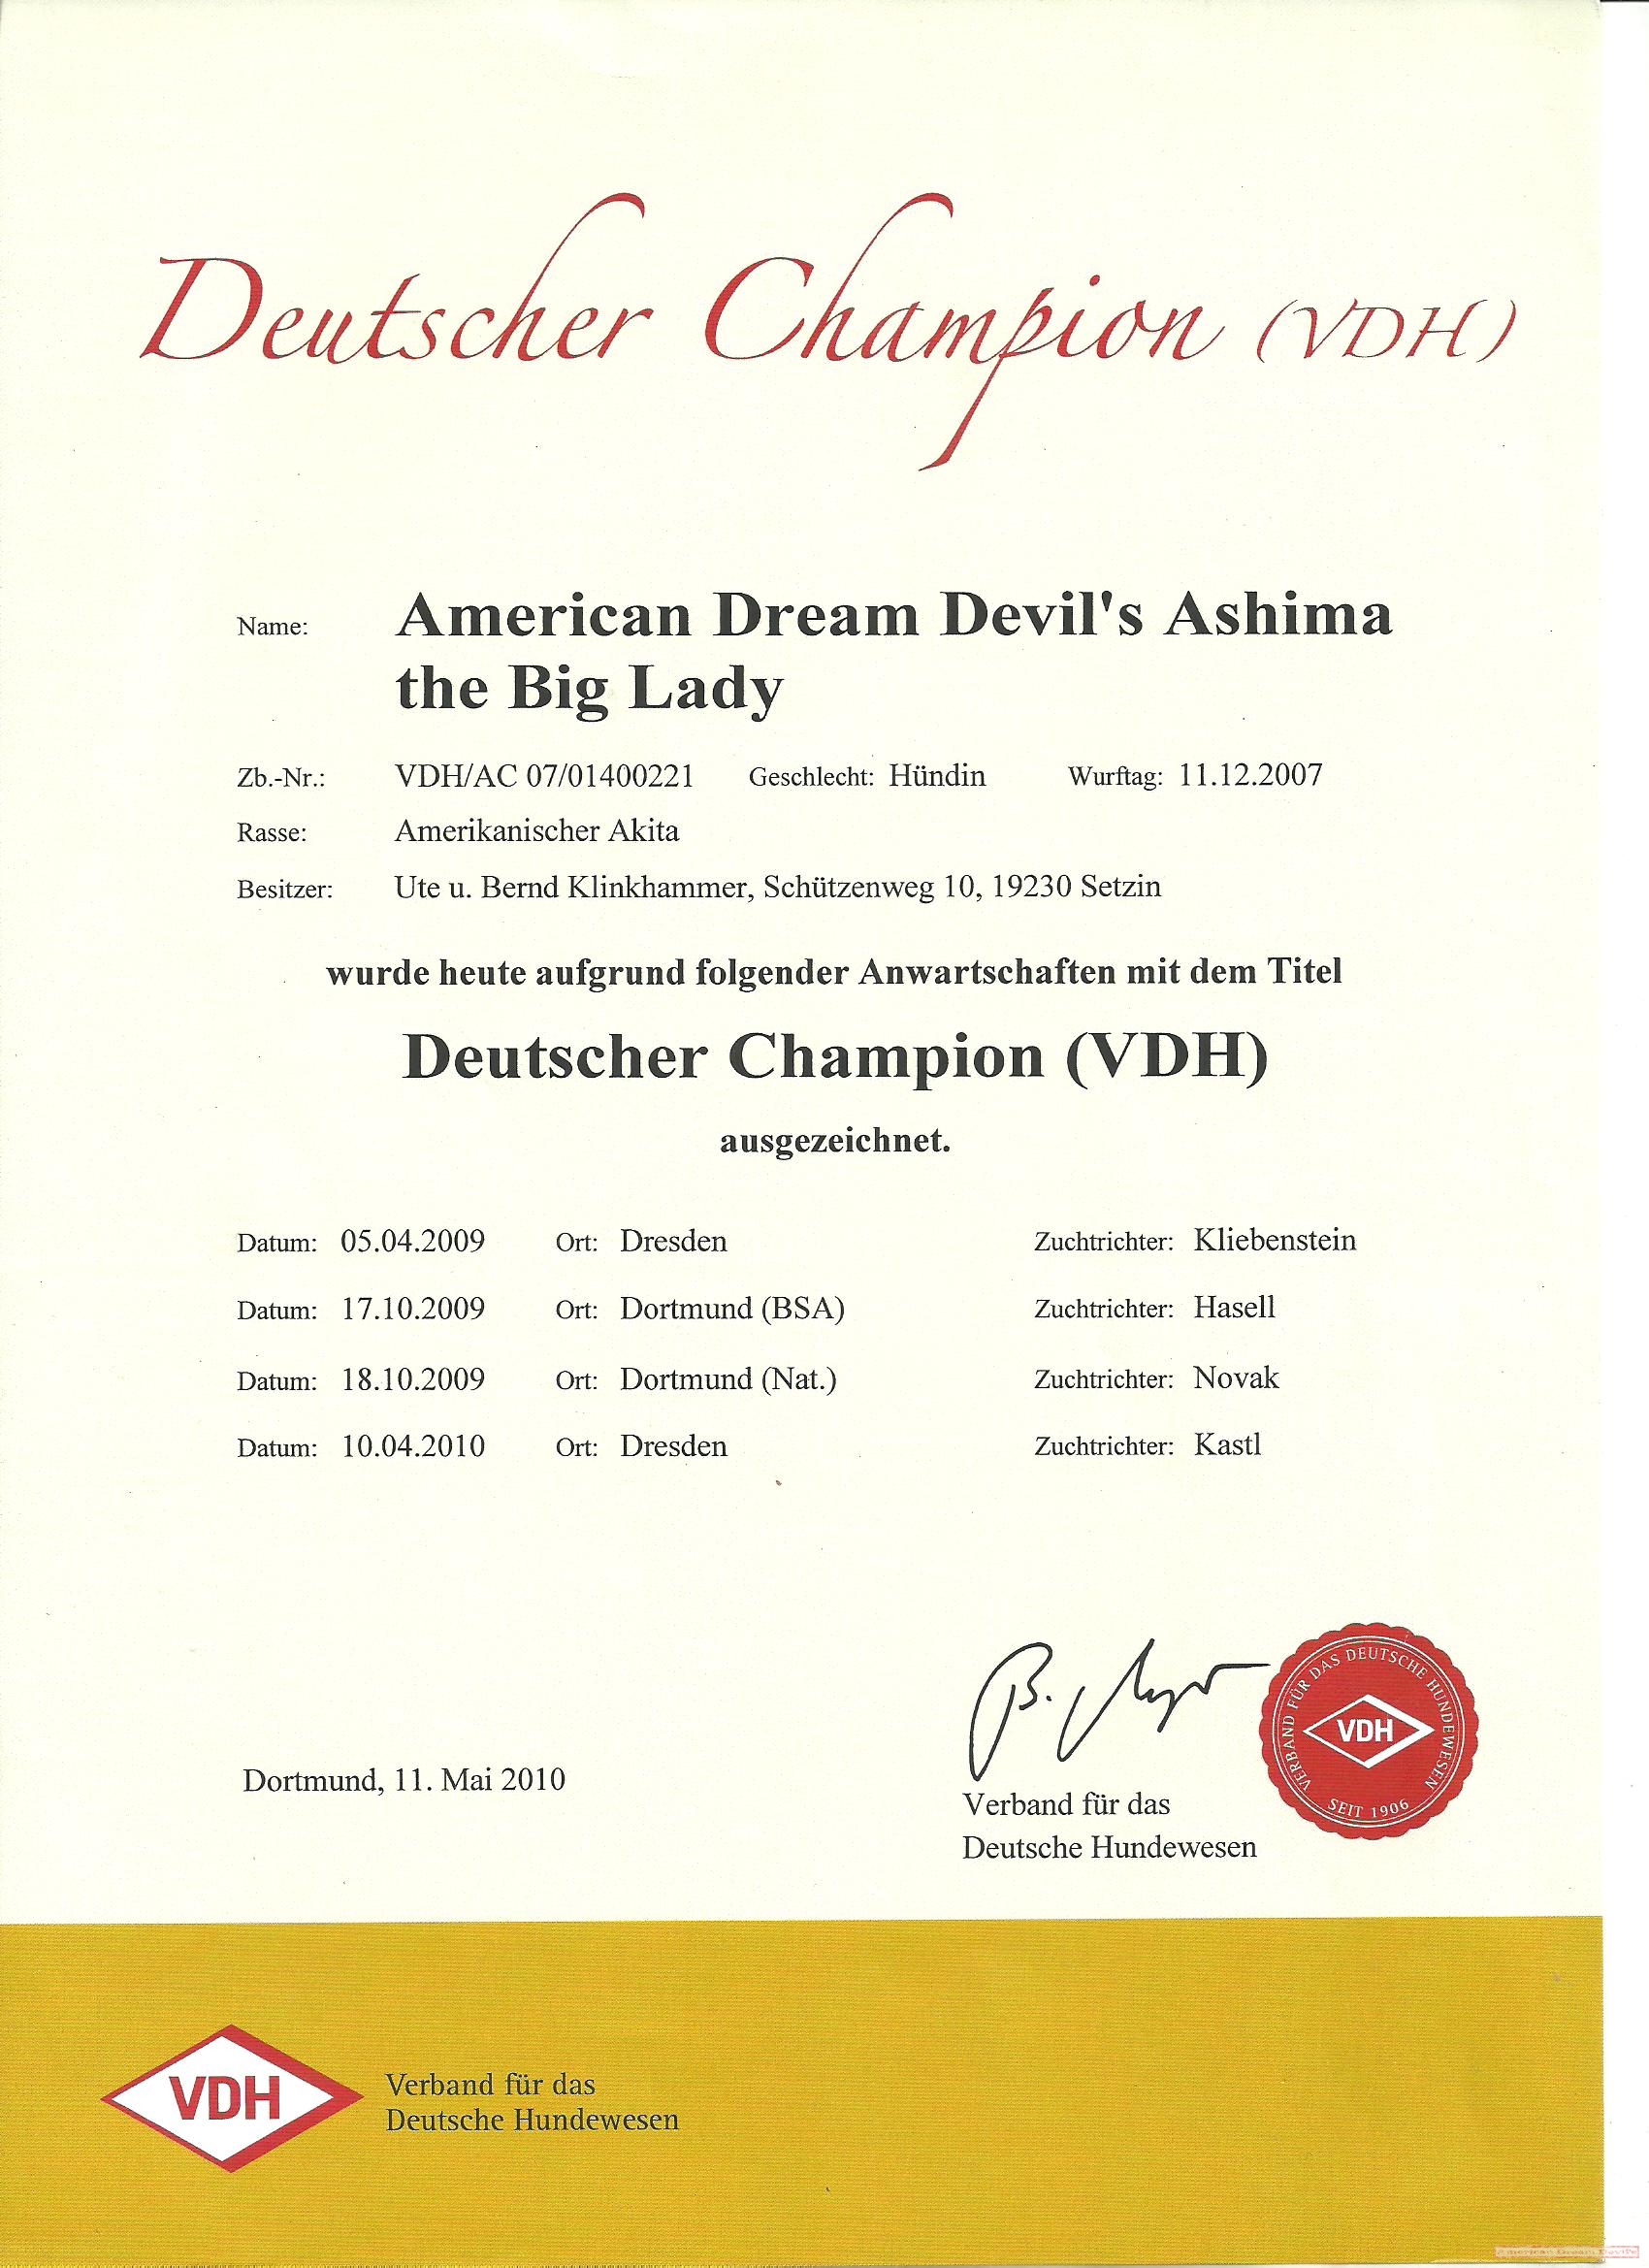 Deutscher Champion (VDH)
Name: American Dream Devil's Ashima
the Big Lady
Zb.-Nr.: VDH/AC 07/01400221 Geschlecht: Hündin Wurftag: 11.12.2007
Rasse: Amerikanischer Akita
Besitzer: Ute u. Bernd Klinkhammer, Schützenweg 10, 19230 Setzin
wurde heute aufgrund folgender Anwartschaften mit dem Titel
Deutscher Champion (VDH)
ausgezeichnet.
Datum: 05.04.2009 Ort: Dresden Zuchtrichter: Kliebenstein
Datum: 17.10.2009 Ort: Dortmund (BSA) Zuchtrichter: Hasell
Datum: 18.10.2009 Ort: Dortmund (Nat.) Zuchtrichter: Novak
Datum: 10.04.2010 Ort: Dresden Zuchtrichter: Kastl
Dortmund, 11. Mai 2010
Verband für das
Deutsche Hundewesen
VERBAND FÜR DAS DEUTSCHE HUNDEWESEN
VDH
SEIT 1906
VDH
Verband für das
Deutsche Hundewesen
American Dream Devil's